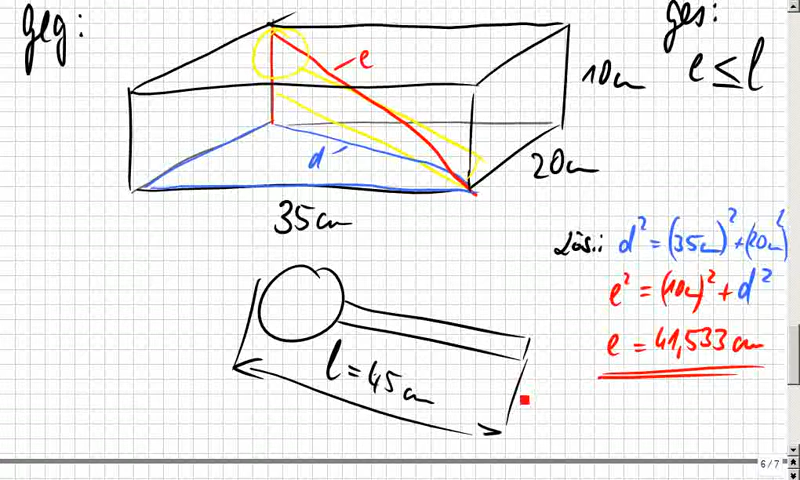 geg:
ges:
e ≤ l
e
10cm
d
20cm
35cm
Lös.: d² = (35cm)² + (20cm)²
e² = (10cm)² + d²
e = 41,533 cm
l = 45cm
6/7